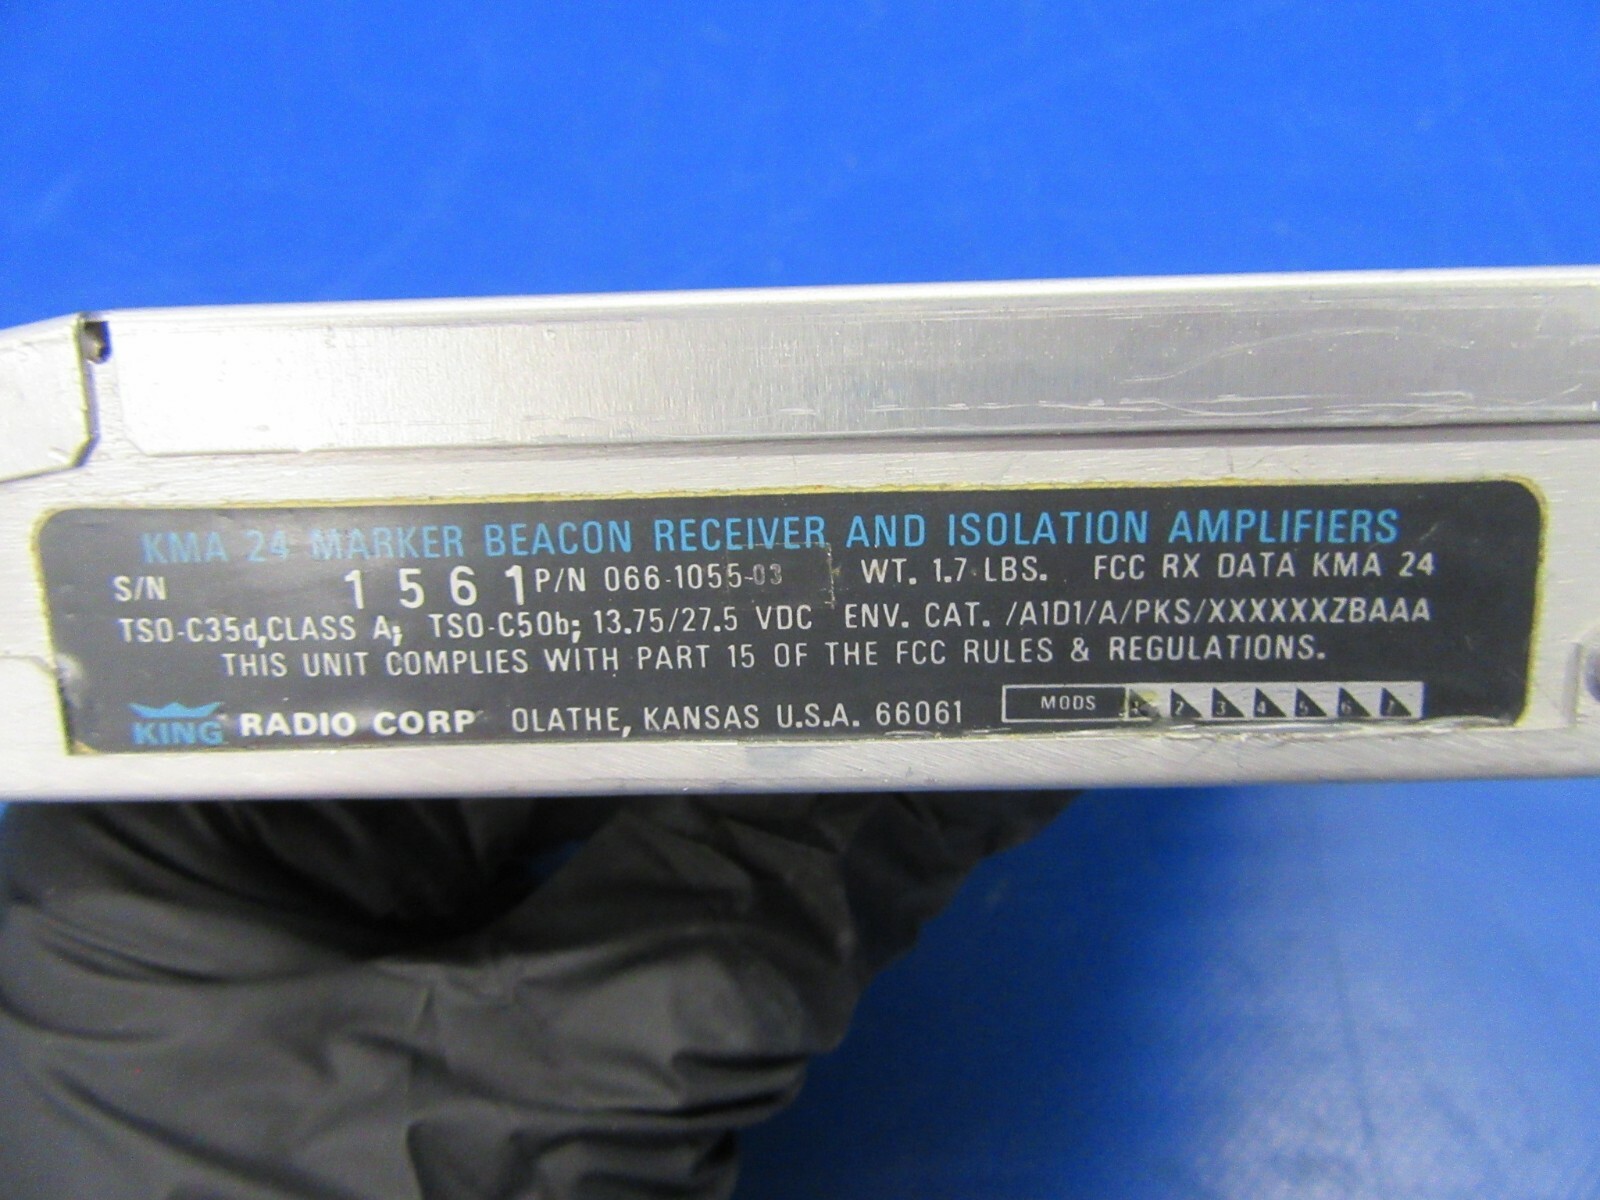 KMA 24 MARKER BEACON RECEIVER AND ISOLATION AMPLIFIERS
S/N 1561 P/N 066-1055-03 WT. 1.7 LBS. FCC RX DATA KMA 24
TSO-C35d, CLASS A; TSO-C50b; 13.75/27.5 VDC ENV. CAT. /A1D1/A/PKS/XXXXXXZBAAA
THIS UNIT COMPLIES WITH PART 15 OF THE FCC RULES & REGULATIONS.
KING RADIO CORP OLATHE, KANSAS U.S.A. 66061 MODS 1 2 3 4 5 6 7